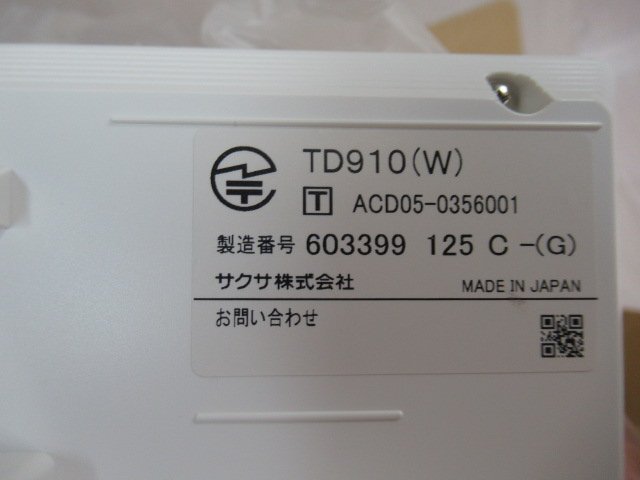 TD910(W)
T ACD05-0356001
製造番号 603399 125 C -(G)
サクサ株式会社 MADE IN JAPAN
お問い合わせ